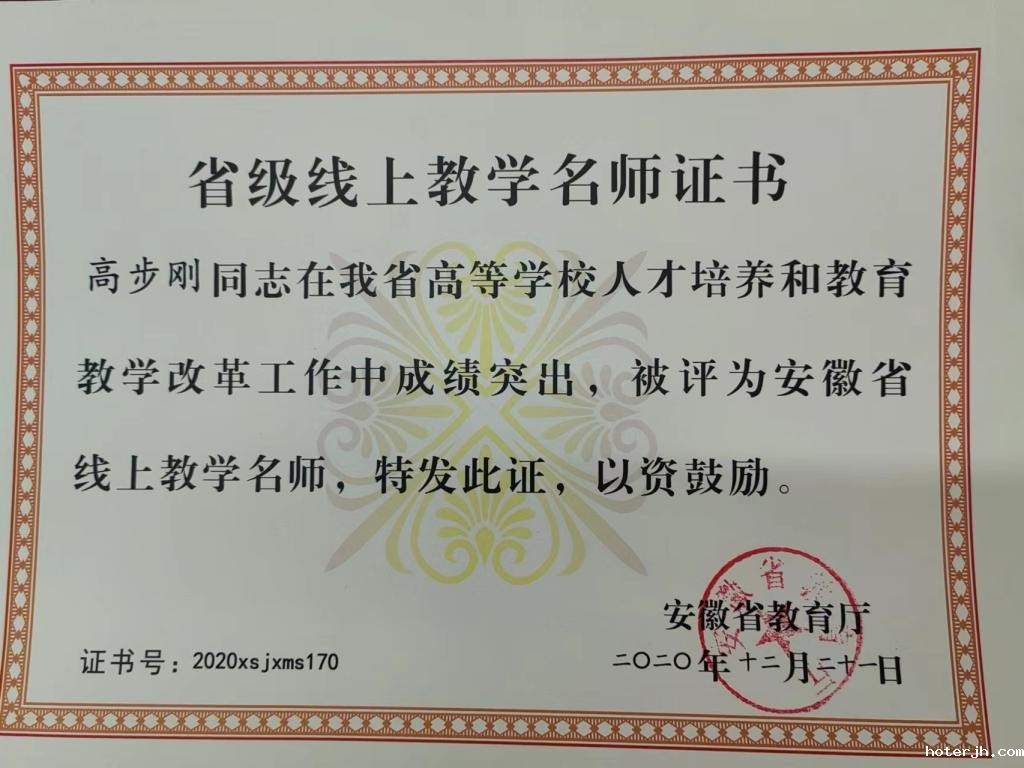 省级线上教学名师证书
高步刚同志在我省高等学校人才培养和教育
教学改革工作中成绩突出，被评为安徽省
线上教学名师，特发此证，以资鼓励。
安徽省教育厅
证书号：2020xsjxms170
二〇二〇年十二月二十一日
hoterjh.com